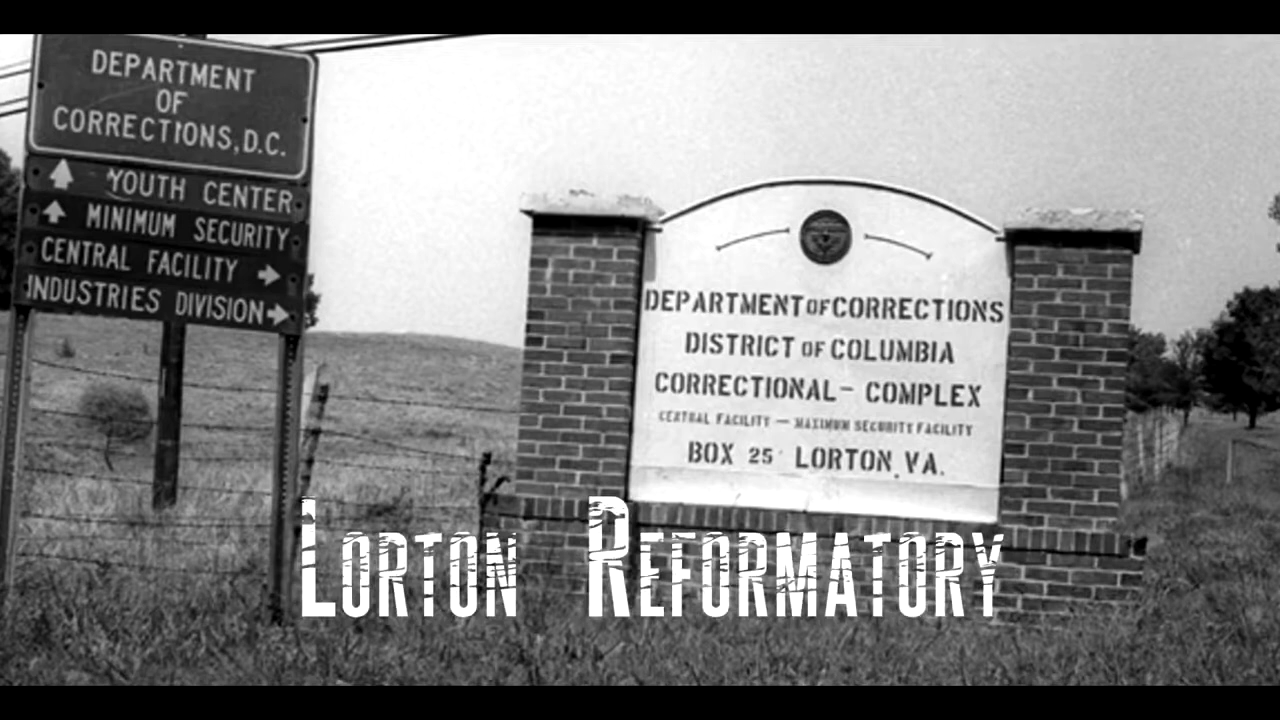 DEPARTMENT
OF
CORRECTIONS, D.C.
YOUTH CENTER
MINIMUM SECURITY
CENTRAL FACILITY
INDUSTRIES DIVISION
DEPARTMENT OF CORRECTIONS
DISTRICT OF COLUMBIA
CORRECTIONAL - COMPLEX
CENTRAL FACILITY — MAXIMUM SECURITY FACILITY
BOX 25 LORTON, VA.
LORTON REFORMATORY